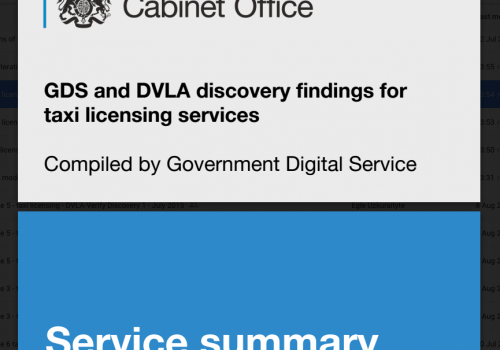 Cabinet Office
GDS and DVLA discovery findings for
taxi licensing services
Compiled by Government Digital Service
Service summary